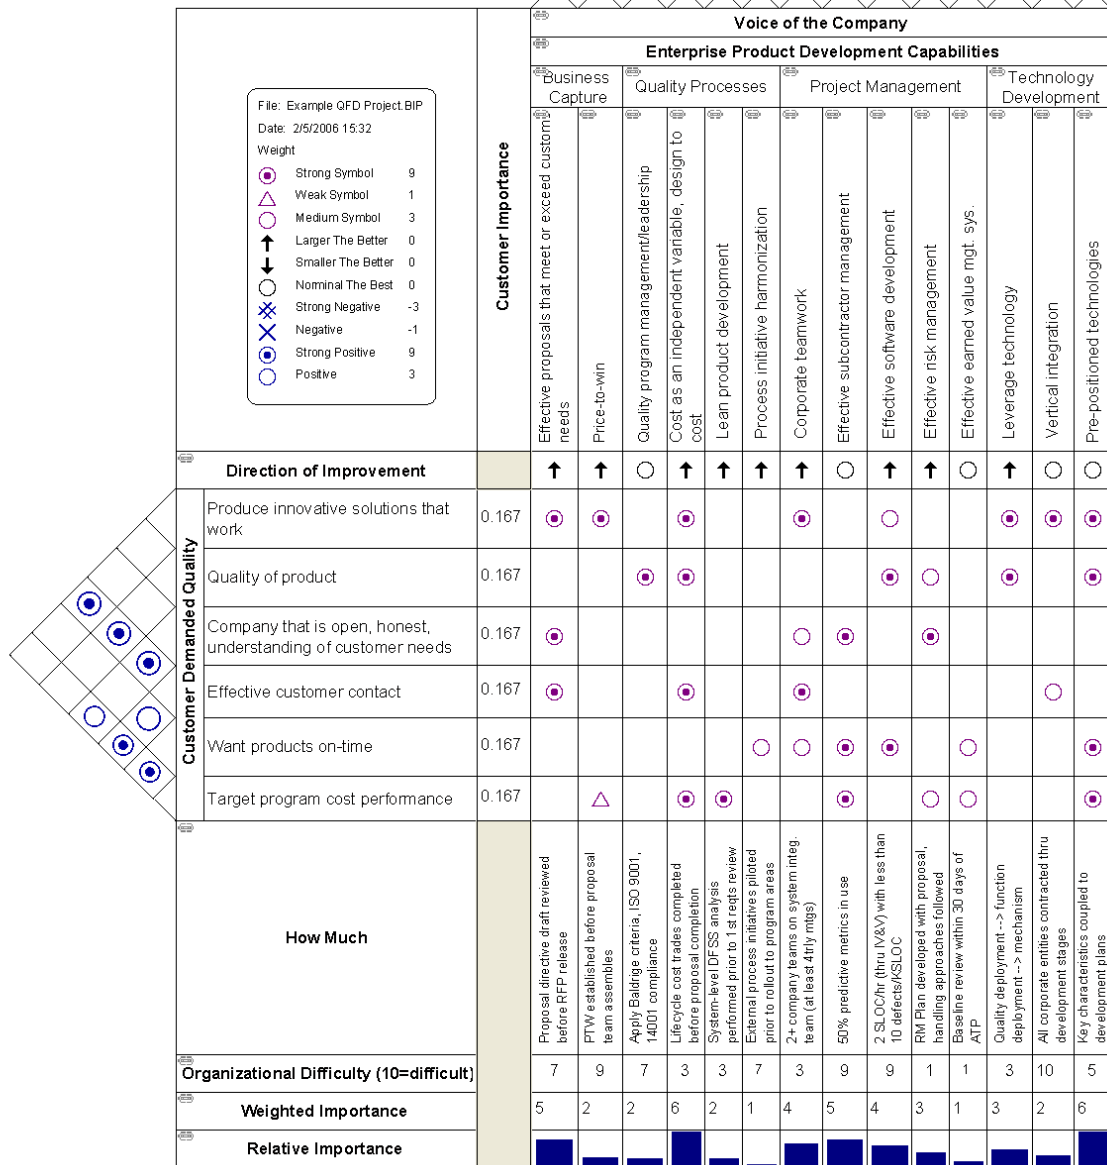 Voice of the Company
Enterprise Product Development Capabilities
Business
Capture
Quality Processes
Project Management
Technology
Development
File: Example QFD Project.BIP
Date: 2/5/2006 15:32
Weight
Strong Symbol 9
Weak Symbol 1
Medium Symbol 3
Larger The Better 0
Smaller The Better 0
Nominal The Best 0
Strong Negative -3
Negative -1
Strong Positive 9
Positive 3
Customer Importance
Effective proposals that meet or exceed
needs
Price-to-win
Quality program management/leadership
Cost as an independent variable, design to
cost
Lean product development
Process initiative harmonization
Corporate teamwork
Effective subcontractor management
Effective software development
Effective risk management
Effective earned value mgt. sys.
Leverage technology
Vertical integration
Pre-positioned technologies
Direction of Improvement
Customer Demanded Quality
Produce innovative solutions that
work
0.167
Quality of product
0.167
Company that is open, honest,
understanding of customer needs
0.167
Effective customer contact
0.167
Want products on-time
0.167
Target program cost performance
0.167
How Much
Proposal directive draft reviewed
before RFP release
PTW established before proposal
team assembles
Apply Baldrige criteria, ISO 9001,
14001 compliance
Lifecycle cost trades completed
before proposal completion
System-level DFSS analysis
performed prior to 1st reqts review
External process initiatives piloted
prior to rollout to program areas
2+ company teams on system integ.
team (at least 4trly mtgs)
50% predictive metrics in use
2 SLOC/hr (thru IV&V) with less than
10 defects/KSLOC
RM Plan developed with proposal,
handling approaches followed
Baseline review within 30 days of
ATP
Quality deployment --> function
deployment --> mechanism
All corporate entities contracted thru
development stages
Key characteristics coupled to
development plans
Organizational Difficulty (10=difficult) 7 9 7 3 3 7 3 9 9 1 1 3 10 5
Weighted Importance 5 2 2 6 2 1 4 5 4 3 1 3 2 6
Relative Importance